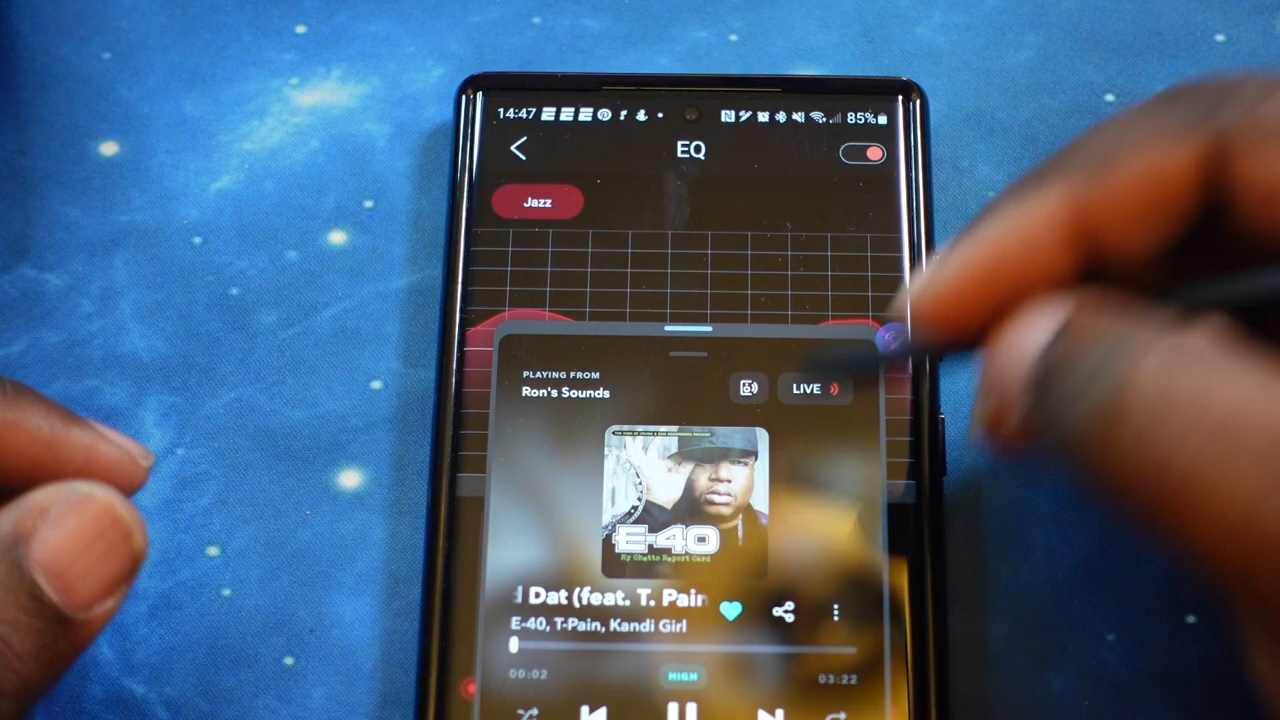 14:47
85%
EQ
Jazz
PLAYING FROM
Ron's Sounds
LIVE
E-40
My Ghetto Report Card
Dat (feat. T. Pain
E-40, T-Pain, Kandi Girl
00:02
HIGH
03:22